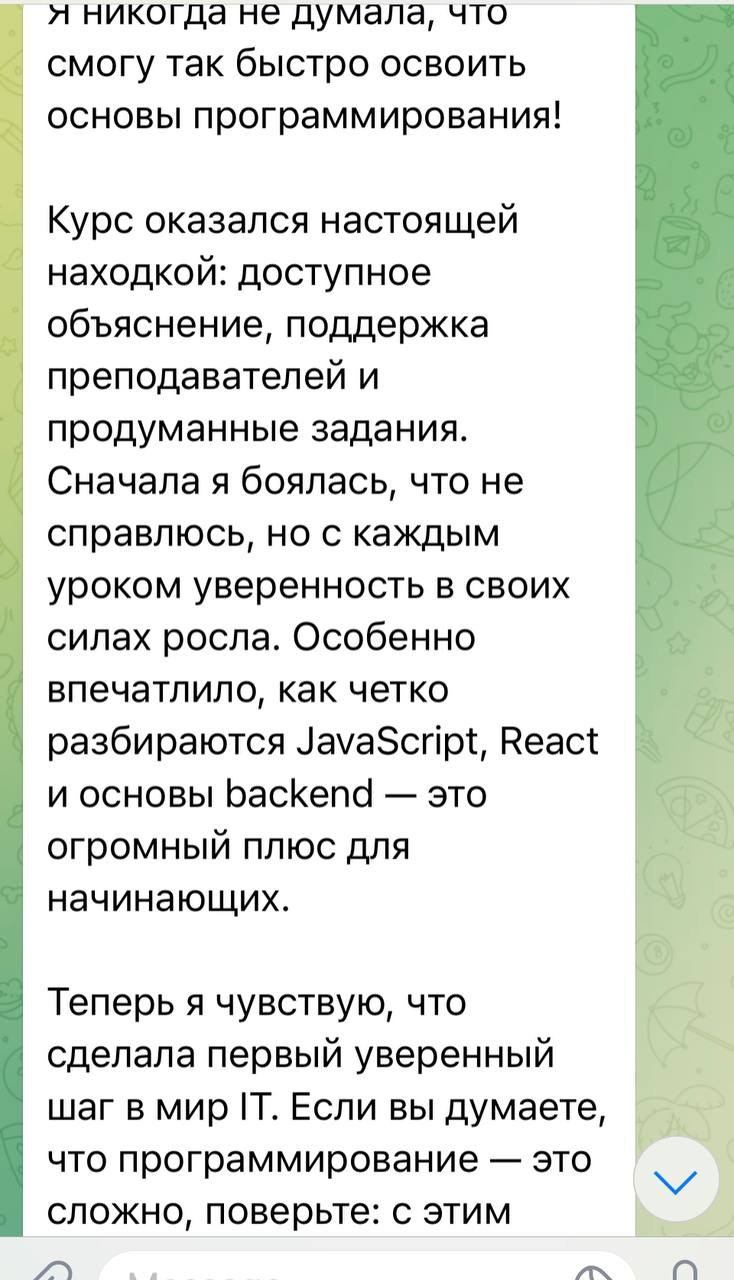 Я никогда не думала, что
смогу так быстро освоить
основы программирования!
Курс оказался настоящей
находкой: доступное
объяснение, поддержка
преподавателей и
продуманные задания.
Сначала я боялась, что не
справлюсь, но с каждым
уроком уверенность в своих
силах росла. Особенно
впечатлило, как четко
разбираются JavaScript, React
и основы backend — это
огромный плюс для
начинающих.
Теперь я чувствую, что
сделала первый уверенный
шаг в мир IT. Если вы думаете,
что программирование — это
сложно, поверьте: с этим
Message